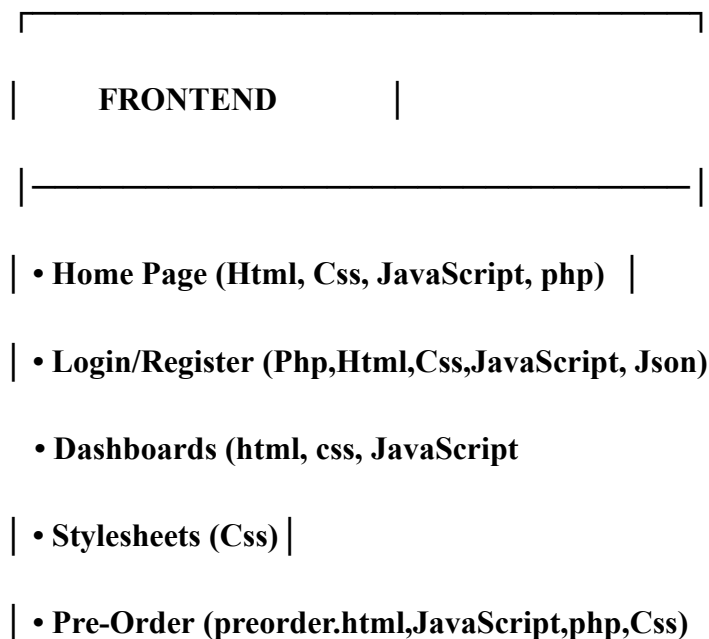 ┌──────────────────────────────┐
│ FRONTEND │
│──────────────────────────────│
│ • Home Page (Html, Css, JavaScript, php) │
│ • Login/Register (Php,Html,Css,JavaScript, Json)
• Dashboards (html, css, JavaScript
│ • Stylesheets (Css) │
│ • Pre-Order (preorder.html,JavaScript,php,Css)